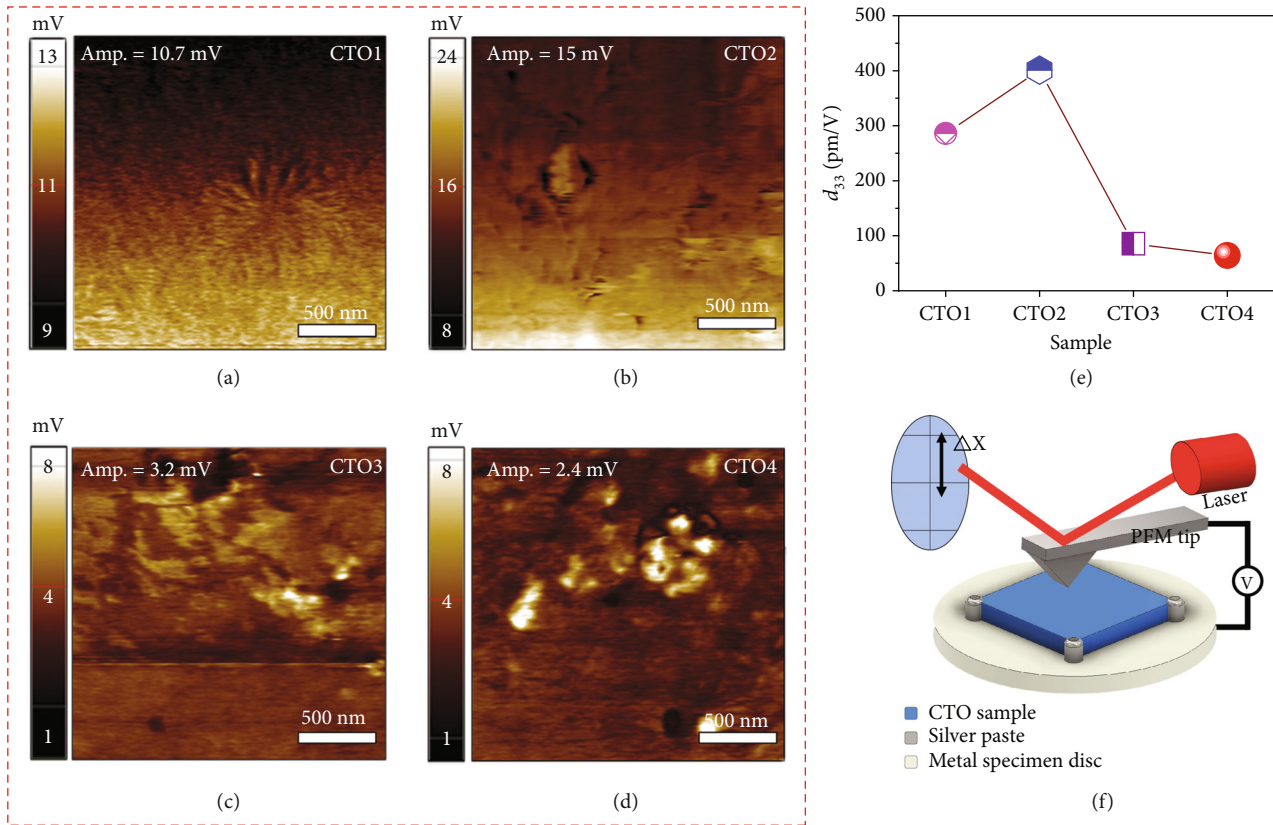 mV
13
11
9
Amp. = 10.7 mV
CTO1
500 nm
(a)
mV
24
16
8
Amp. = 15 mV
CTO2
500 nm
(b)
mV
8
4
1
Amp. = 3.2 mV
CTO3
500 nm
(c)
mV
8
4
1
Amp. = 2.4 mV
CTO4
500 nm
(d)
500
400
300
200
100
0
d33 (pm/V)
CTO1 CTO2 CTO3 CTO4
Sample
(e)
△X
Laser
PFM tip
V
CTO sample
Silver paste
Metal specimen disc
(f)